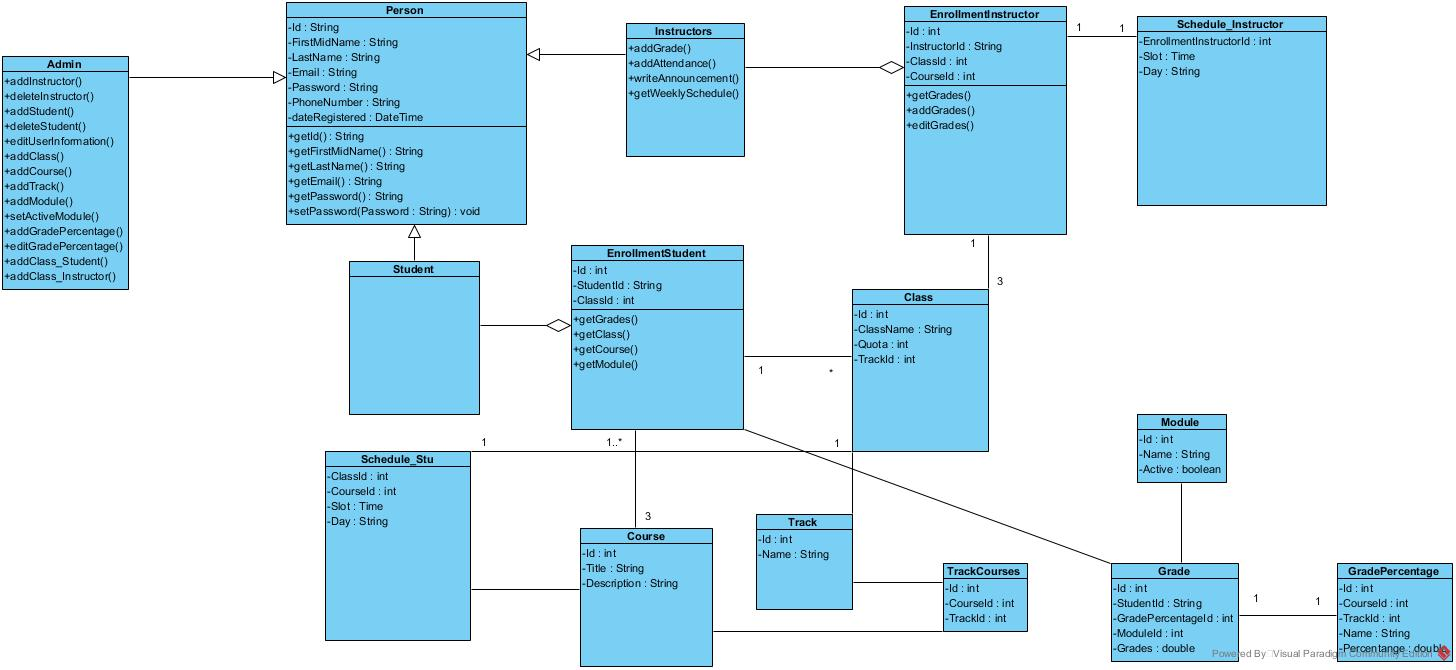 Person
-Id : String
-FirstMidName : String
-LastName : String
-Email : String
-Password : String
-PhoneNumber : String
-dateRegistered : DateTime
+getId() : String
+getFirstMidName() : String
+getLastName() : String
+getEmail() : String
+getPassword() : String
+setPassword(Password : String) : void
Admin
+addInstructor()
+deleteInstructor()
+addStudent()
+deleteStudent()
+editUserInformation()
+addClass()
+addCourse()
+addTrack()
+addModule()
+setActiveModule()
+addGradePercentage()
+editGradePercentage()
+addClass_Student()
+addClass_Instructor()
Instructors
+addGrade()
+addAttendance()
+writeAnnouncement()
+getWeeklySchedule()
EnrollmentInstructor
-Id : int
-InstructorId : String
-ClassId : int
-CourseId : int
+getGrades()
+addGrades()
+editGrades()
1
1
Schedule_Instructor
-EnrollmentInstructorId : int
-Slot : Time
-Day : String
1
3
Student
EnrollmentStudent
-Id : int
-StudentId : String
-ClassId : int
+getGrades()
+getClass()
+getCourse()
+getModule()
1
*
Class
-Id : int
-ClassName : String
-Quota : int
-TrackId : int
1
1..*
1
Schedule_Stu
-ClassId : int
-CourseId : int
-Slot : Time
-Day : String
3
Course
-Id : int
-Title : String
-Description : String
Track
-Id : int
-Name : String
TrackCourses
-Id : int
-CourseId : int
-TrackId : int
Module
-Id : int
-Name : String
-Active : boolean
Grade
-Id : int
-StudentId : String
-GradePercentageId : int
-ModuleId : int
-Grades : double
1
1
GradePercentage
-Id : int
-CourseId : int
-TrackId : int
-Name : String
-Percentange : double
Powered By Visual Paradigm Community Edition